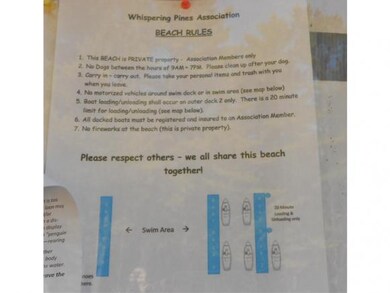 Whispering Pines Association
BEACH RULES
1. This BEACH is PRIVATE property - Association Members only
2. No Dogs between the hours of 9AM - 7PM. Please clean up after your dog.
3. Carry in - carry out. Please take your personal items and trash with you
when you leave.
4. No motorized vehicles around swim dock or in swim area (see map below)
5. Boat loading/unloading shall occur on outer dock 2 only. There is a 20 minute
limit for loading/unloading (see map below).
6. All docked boats must be registered and insured to an Association Member.
7. No fireworks at the beach (this is private property).
Please respect others - we all share this beach
together!
← Swim Area →
20 Minute
Loading &
Unloading only